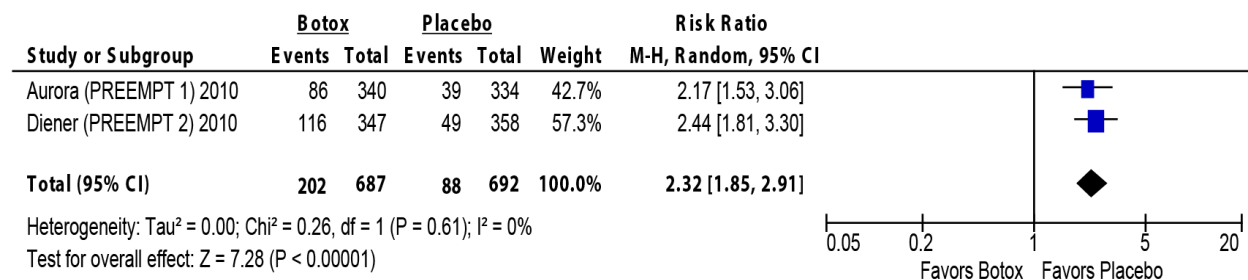 Botox Placebo Risk Ratio
Study or Subgroup Events Total Events Total Weight M-H, Random, 95% CI
Aurora (PREEMPT 1) 2010 86 340 39 334 42.7% 2.17 [1.53, 3.06]
Diener (PREEMPT 2) 2010 116 347 49 358 57.3% 2.44 [1.81, 3.30]
Total (95% CI) 202 687 88 692 100.0% 2.32 [1.85, 2.91]
Heterogeneity: Tau² = 0.00; Chi² = 0.26, df = 1 (P = 0.61); I² = 0%
Test for overall effect: Z = 7.28 (P < 0.00001)
0.05 0.2 1 5 20
Favors Botox Favors Placebo